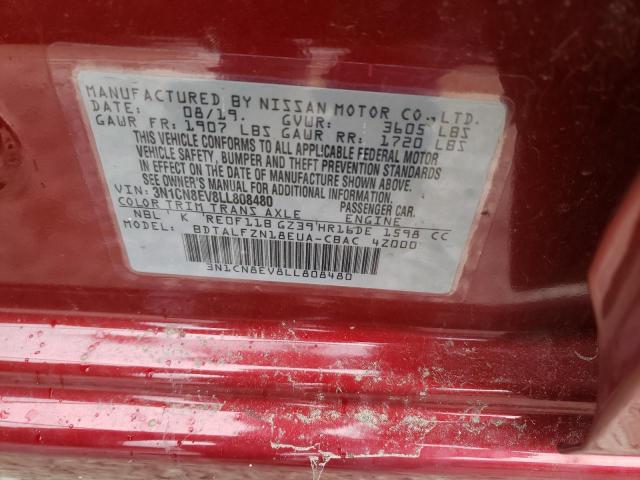 MANUFACTURED BY NISSAN MOTOR CO., LTD.
DATE: 08/19. GVWR: 3605 LBS
GAWR FR: 1907 LBS GAWR RR: 1720 LBS
THIS VEHICLE CONFORMS TO ALL APPLICABLE FEDERAL MOTOR
VEHICLE SAFETY, BUMPER AND THEFT PREVENTION STANDARDS
IN EFFECT ON THE DATE OF MANUFACTURE SHOWN ABOVE.
SEE OWNER'S MANUAL FOR ADDITIONAL INFORMATION.
VIN: 3N1CN8EV8LL808480 PASSENGER CAR.
COLOR TRIM TRANS AXLE ENGINE
NBL K RE0F11B GZ39 HR16DE 1598 CC
MODEL: BDTALFZN18EUA-CBAC 4Z000
3N1CN8EV8LL808480